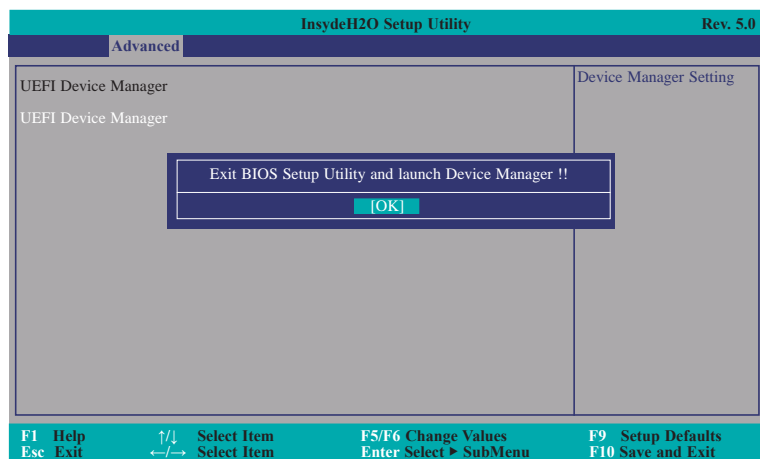 InsydeH2O Setup Utility Rev. 5.0
Advanced
UEFI Device Manager
Device Manager Setting
UEFI Device Manager
Exit BIOS Setup Utility and launch Device Manager !!
[OK]
F1 Help ↑/↓ Select Item F5/F6 Change Values F9 Setup Defaults
Esc Exit ←/→ Select Item Enter Select ▶ SubMenu F10 Save and Exit